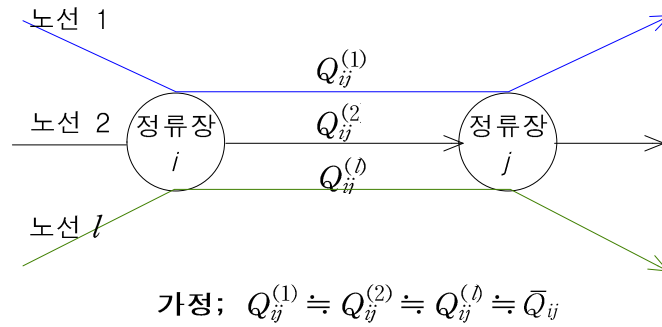 노선 1
Q_{ij}^{(1)}
노선 2
정류장
i
Q_{ij}^{(2)}
정류장
j
Q_{ij}^{(l)}
노선 l
가정; Q_{ij}^{(1)} ≒ Q_{ij}^{(2)} ≒ Q_{ij}^{(l)} ≒ Q̄_{ij}